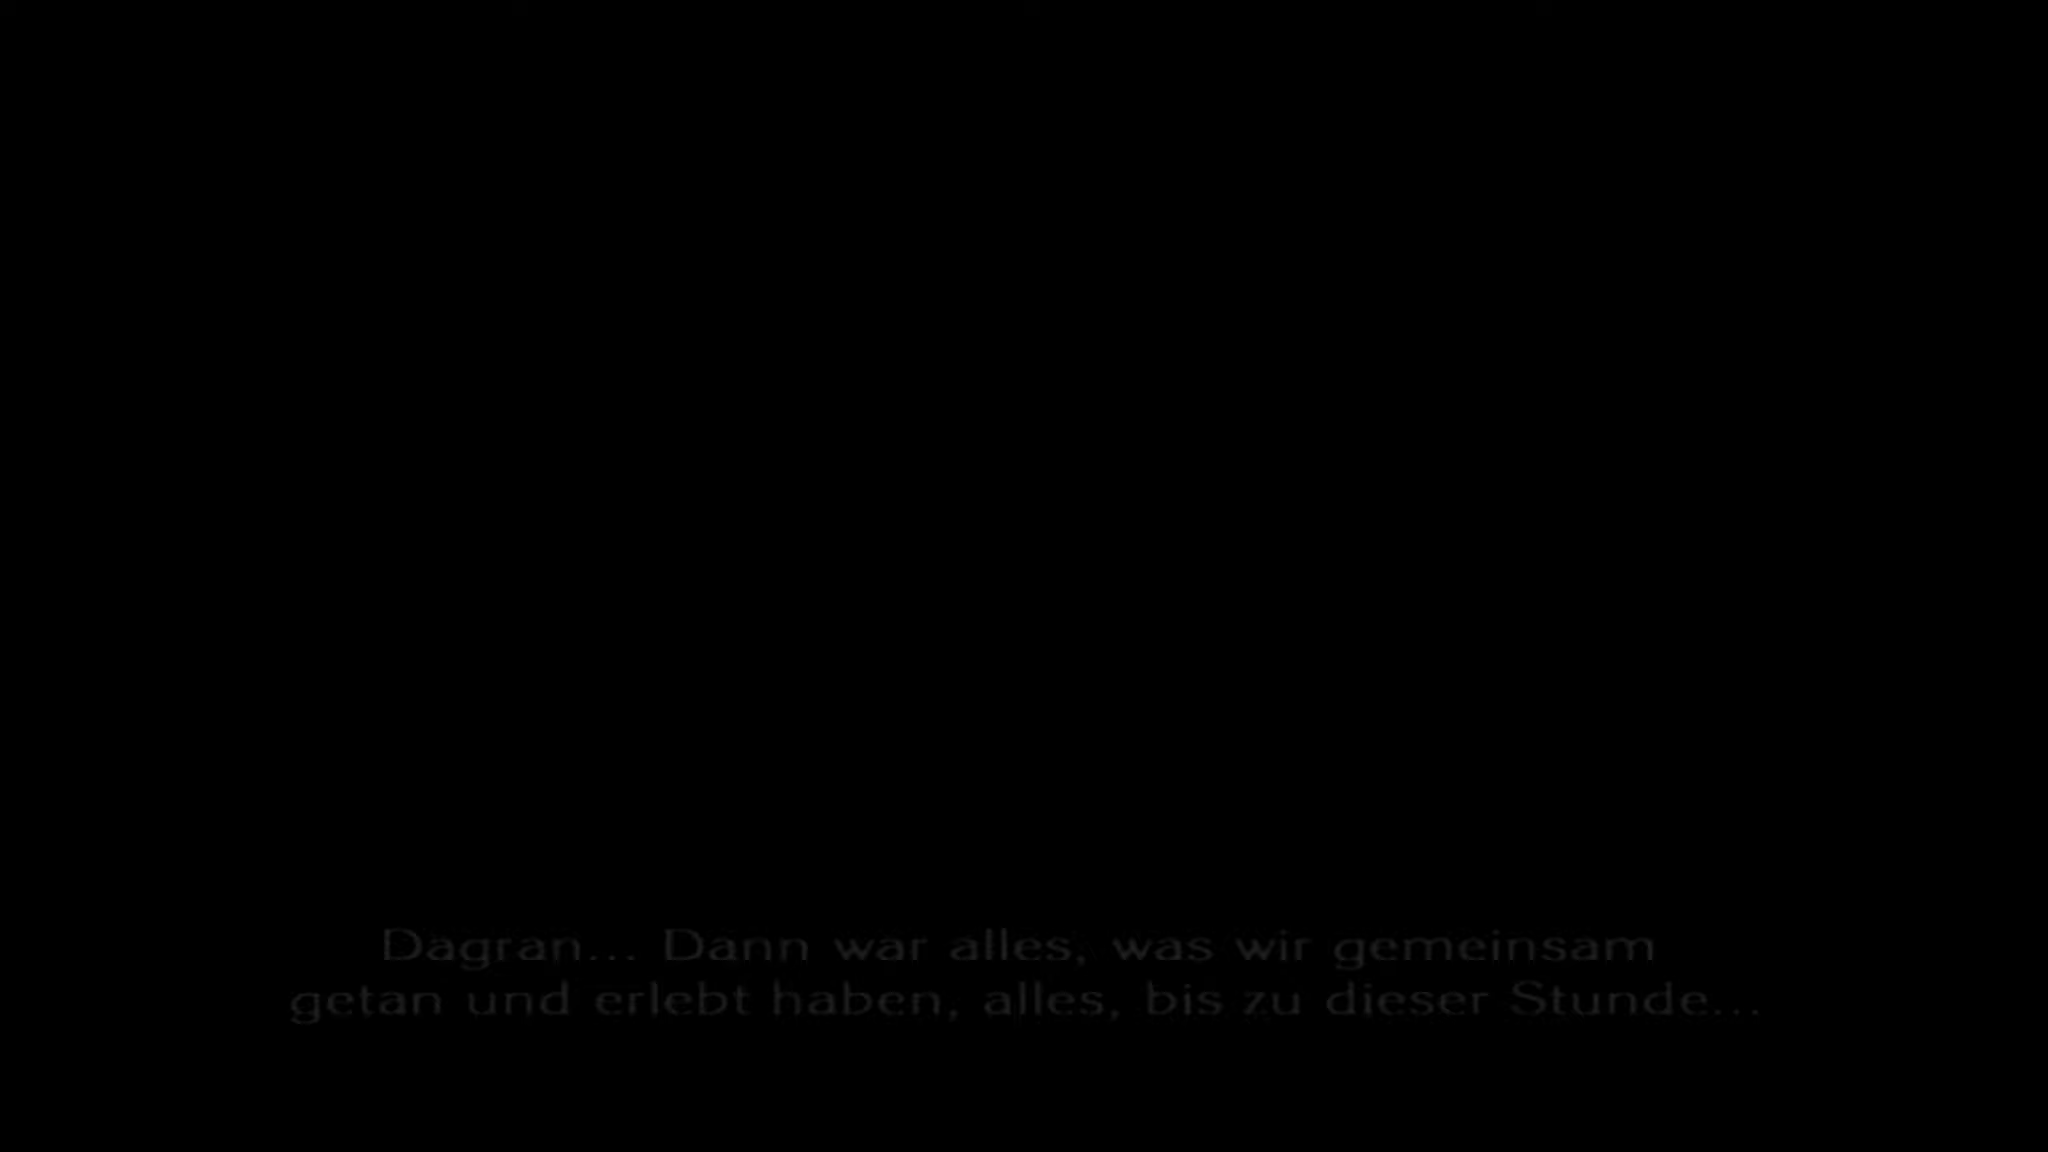 Dagran... Dann war alles, was wir gemeinsam
getan und erlebt haben, alles, bis zu dieser Stunde...